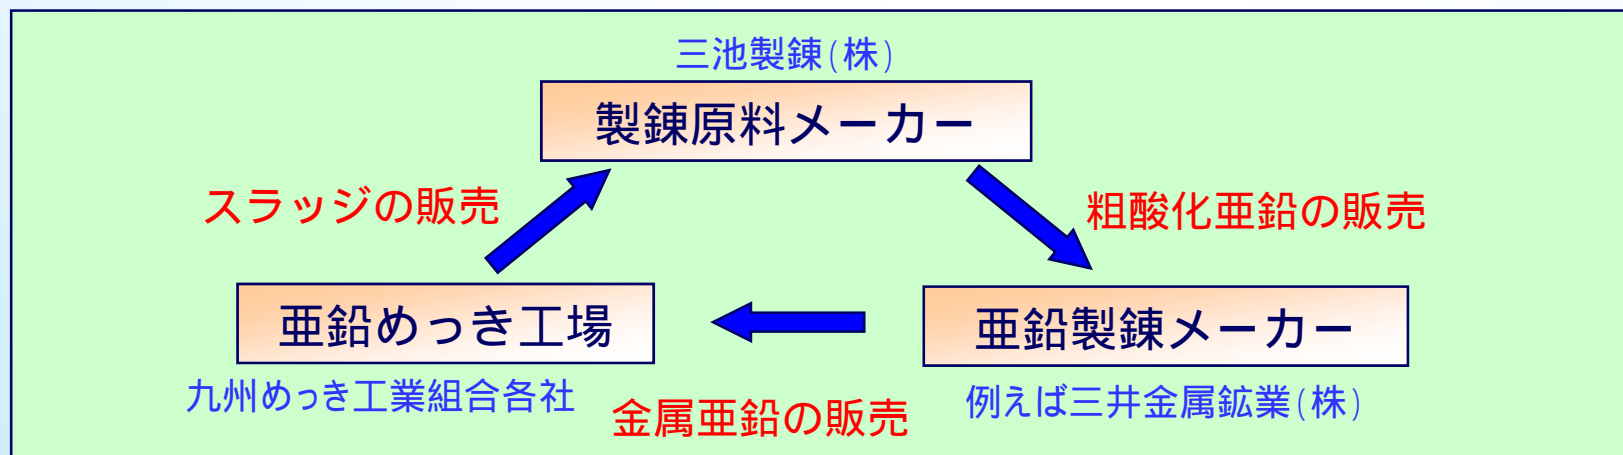 三池製錬(株)
製錬原料メーカー
スラッジの販売
粗酸化亜鉛の販売
亜鉛めっき工場
亜鉛製錬メーカー
九州めっき工業組合各社
金属亜鉛の販売
例えば三井金属鉱業(株)